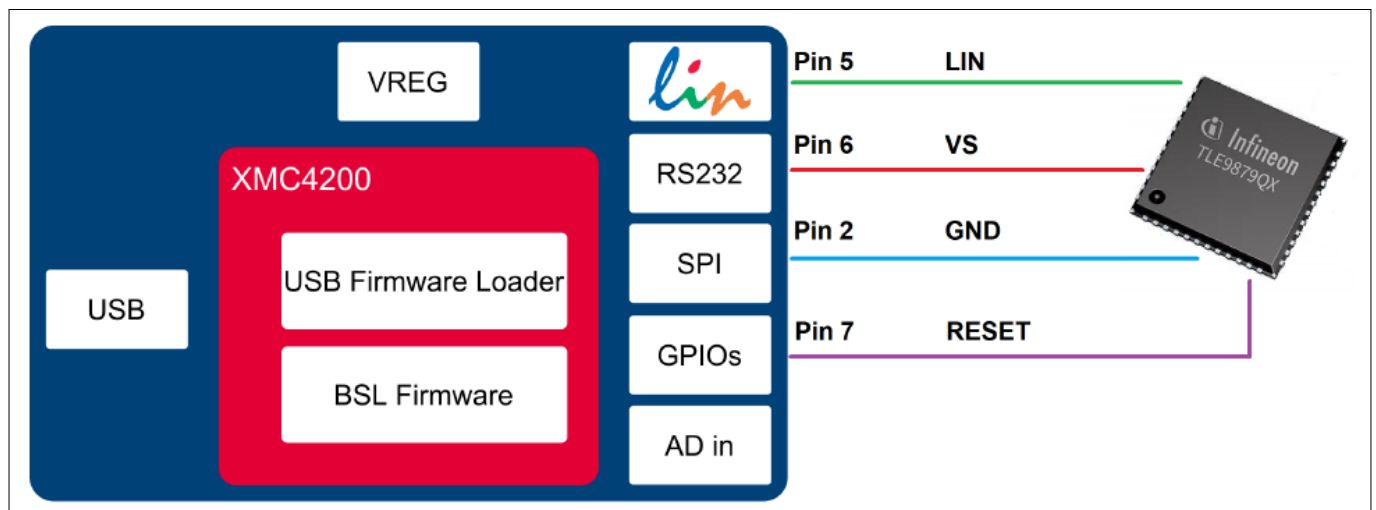 VREG
lin
XMC4200
USB Firmware Loader
BSL Firmware
USB
RS232
SPI
GPIOs
AD in
Pin 5 LIN
Pin 6 VS
Pin 2 GND
Pin 7 RESET
Infineon
TLE9879QX